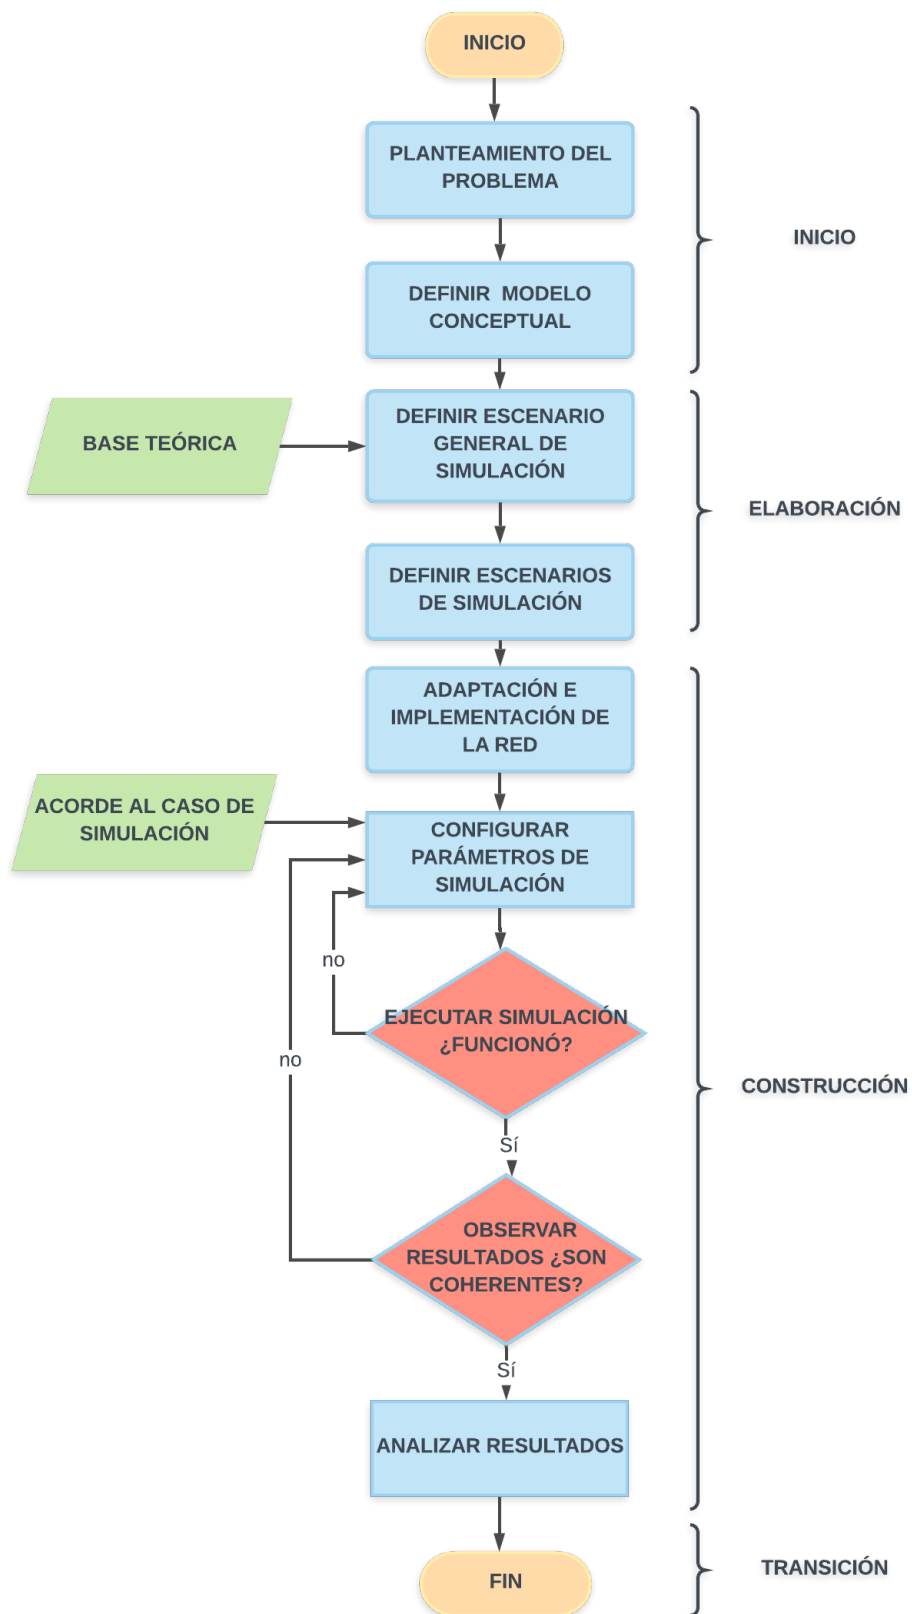 INICIO
PLANTEAMIENTO DEL
PROBLEMA
INICIO
DEFINIR MODELO
CONCEPTUAL
BASE TEÓRICA
DEFINIR ESCENARIO
GENERAL DE
SIMULACIÓN
ELABORACIÓN
DEFINIR ESCENARIOS
DE SIMULACIÓN
ADAPTACIÓN E
IMPLEMENTACIÓN DE
LA RED
ACORDE AL CASO DE
SIMULACIÓN
CONFIGURAR
PARÁMETROS DE
SIMULACIÓN
no
EJECUTAR SIMULACIÓN
¿FUNCIONÓ?
no
CONSTRUCCIÓN
Sí
OBSERVAR
RESULTADOS ¿SON
COHERENTES?
Sí
ANALIZAR RESULTADOS
FIN
TRANSICIÓN